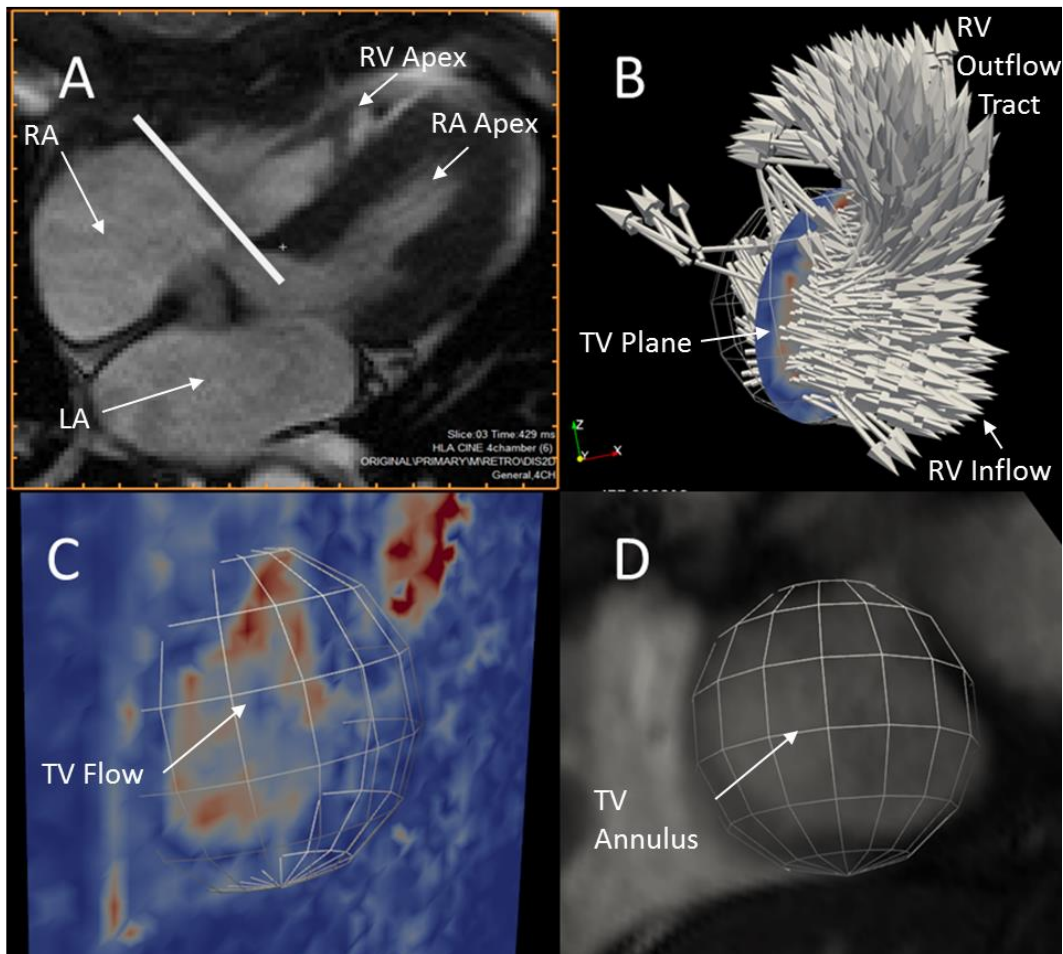 A
RV Apex
RA
RA Apex
LA
Slice:03 Time:429 ms
HLA CINE 4chamber (6)
ORIGINAL\PRIMARY\M\RETRO\DIS2D
General,4CH
B
RV
Outflow
Tract
TV Plane
Z
Y
X
RV Inflow
C
TV Flow
D
TV
Annulus